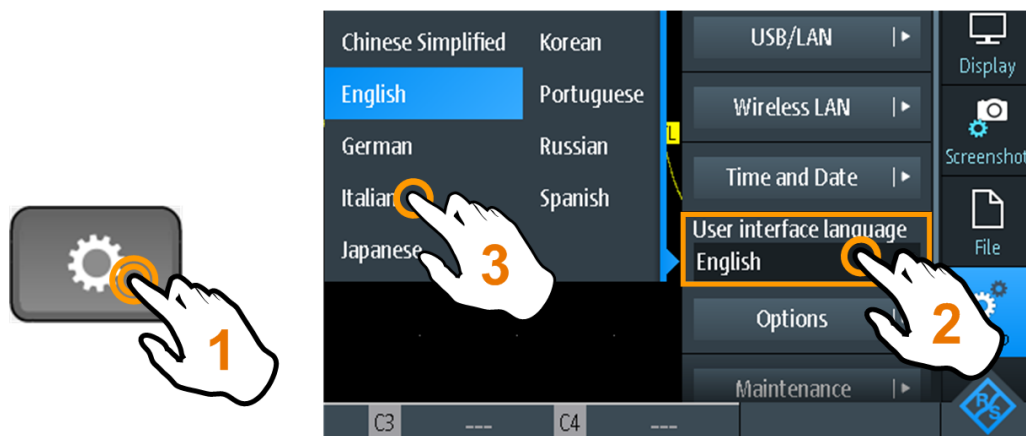 Chinese Simplified
Korean
English
Portuguese
German
Russian
Italian
Spanish
Japanese
USB/LAN
Wireless LAN
Time and Date
User interface language
English
Options
Maintenance
Display
Screenshot
File
C3
---
C4
---
R&S
1
2
3